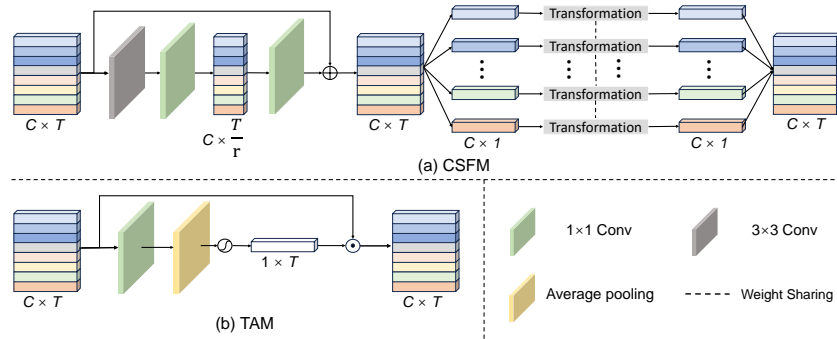 Transformation
Transformation
Transformation
Transformation
C × T
C × T/r
C × T
C × 1
C × 1
C × T
(a) CSFM
C × T
1 × T
C × T
(b) TAM
1×1 Conv
3×3 Conv
Average pooling
Weight Sharing